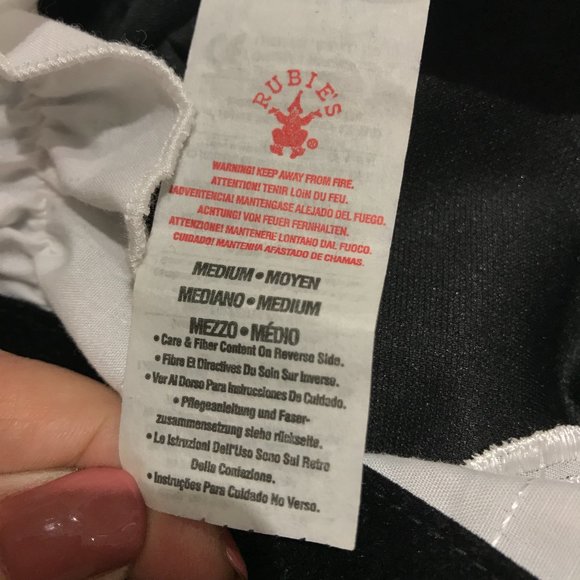 RUBIE'S
®
WARNING! KEEP AWAY FROM FIRE.
ATTENTION! TENIR LOIN DU FEU.
¡ADVERTENCIA! MANTÉNGASE ALEJADO DEL FUEGO.
ACHTUNG! VON FEUER FERNHALTEN.
ATTENZIONE! MANTENERE LONTANO DAL FUOCO.
CUIDADO! MANTENHA AFASTADO DE CHAMAS.
MEDIUM • MOYEN
MEDIANO • MEDIUM
MEZZO • MÉDIO
• Care & Fiber Content On Reverse Side.
• Fibre Et Directives Du Soin Sur Inverse.
• Ver Al Dorso Para Instrucciones De Cuidado.
• Pflegeanleitung und Faser-
zusammensetzung siehe rückseite.
• Le Istruzioni Dell'Uso Sono Sul Retro
Della Confezione.
• Instruções Para Cuidado No Verso.